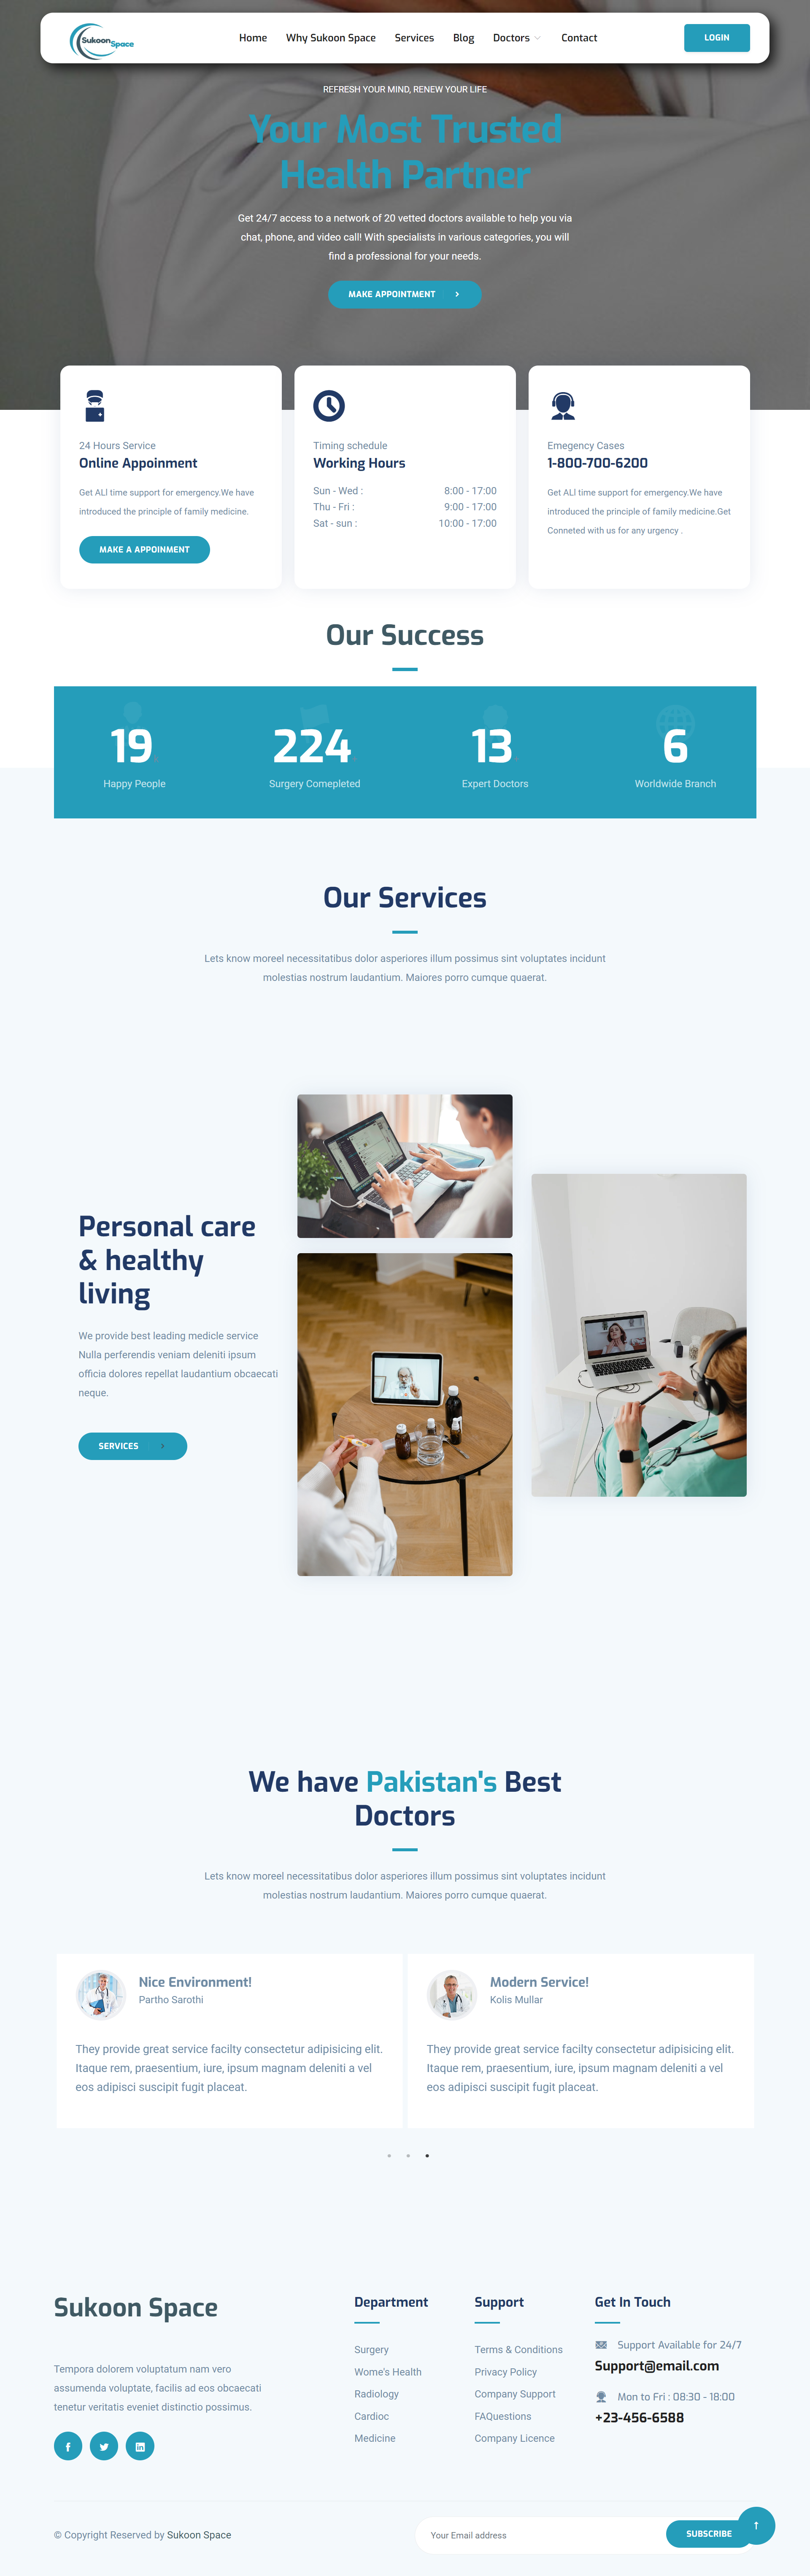 Sukoon
Space
Home
Why Sukoon Space
Services
Blog
Doctors
Contact
LOGIN
REFRESH YOUR MIND, RENEW YOUR LIFE
Your Most Trusted
Health Partner
Get 24/7 access to a network of 20 vetted doctors available to help you via
chat, phone, and video call! With specialists in various categories, you will
find a professional for your needs.
MAKE APPOINTMENT
24 Hours Service
Online Appoinment
Get ALl time support for emergency.We have
introduced the principle of family medicine.
MAKE A APPOINMENT
Timing schedule
Working Hours
Sun - Wed : 8:00 - 17:00
Thu - Fri : 9:00 - 17:00
Sat - sun : 10:00 - 17:00
Emegency Cases
1-800-700-6200
Get ALl time support for emergency.We have
introduced the principle of family medicine.Get
Conneted with us for any urgency .
Our Success
19
Happy People
224
Surgery Comepleted
13
Expert Doctors
6
Worldwide Branch
Our Services
Lets know moreel necessitatibus dolor asperiores illum possimus sint voluptates incidunt
molestias nostrum laudantium. Maiores porro cumque quaerat.
Personal care
& healthy
living
We provide best leading medicle service
Nulla perferendis veniam deleniti ipsum
officia dolores repellat laudantium obcaecati
neque.
SERVICES
We have Pakistan's Best
Doctors
Lets know moreel necessitatibus dolor asperiores illum possimus sint voluptates incidunt
molestias nostrum laudantium. Maiores porro cumque quaerat.
Nice Environment!
Partho Sarothi
They provide great service facilty consectetur adipisicing elit.
Itaque rem, praesentium, iure, ipsum magnam deleniti a vel
eos adipisci suscipit fugit placeat.
Modern Service!
Kolis Mullar
They provide great service facilty consectetur adipisicing elit.
Itaque rem, praesentium, iure, ipsum magnam deleniti a vel
eos adipisci suscipit fugit placeat.
Sukoon Space
Tempora dolorem voluptatum nam vero
assumenda voluptate, facilis ad eos obcaecati
tenetur veritatis eveniet distinctio possimus.
Department
Surgery
Wome's Health
Radiology
Cardioc
Medicine
Support
Terms & Conditions
Privacy Policy
Company Support
FAQuestions
Company Licence
Get In Touch
Support Available for 24/7
Support@email.com
Mon to Fri : 08:30 - 18:00
+23-456-6588
© Copyright Reserved by Sukoon Space
Your Email address
SUBSCRIBE